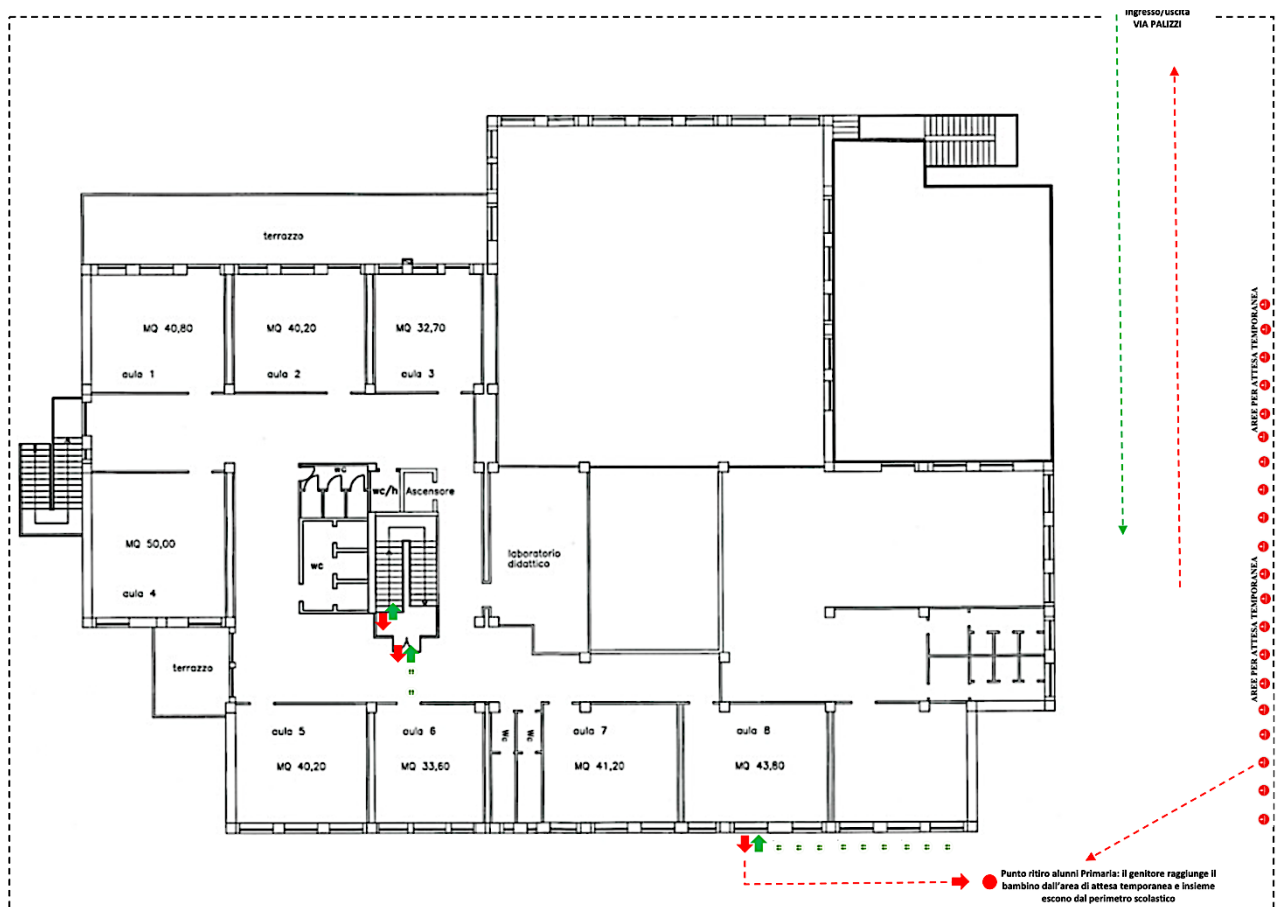 Ingresso/uscita
VIA PALIZZI
terrazzo
MQ 40,80
MQ 40,20
MQ 32,70
aula 1
aula 2
aula 3
AREE PER ATTESA TEMPORANEA
wc
wc/h
Ascensore
MQ 50,00
wc
laboratorio
didattico
aula 4
AREE PER ATTESA TEMPORANEA
terrazzo
aula 5
aula 6
Wc
Wc
aula 7
aula 8
MQ 40,20
MQ 33,60
MQ 41,20
MQ 43,80
Punto ritiro alunni Primaria: il genitore raggiunge il
bambino dall'area di attesa temporanea e insieme
escono dal perimetro scolastico